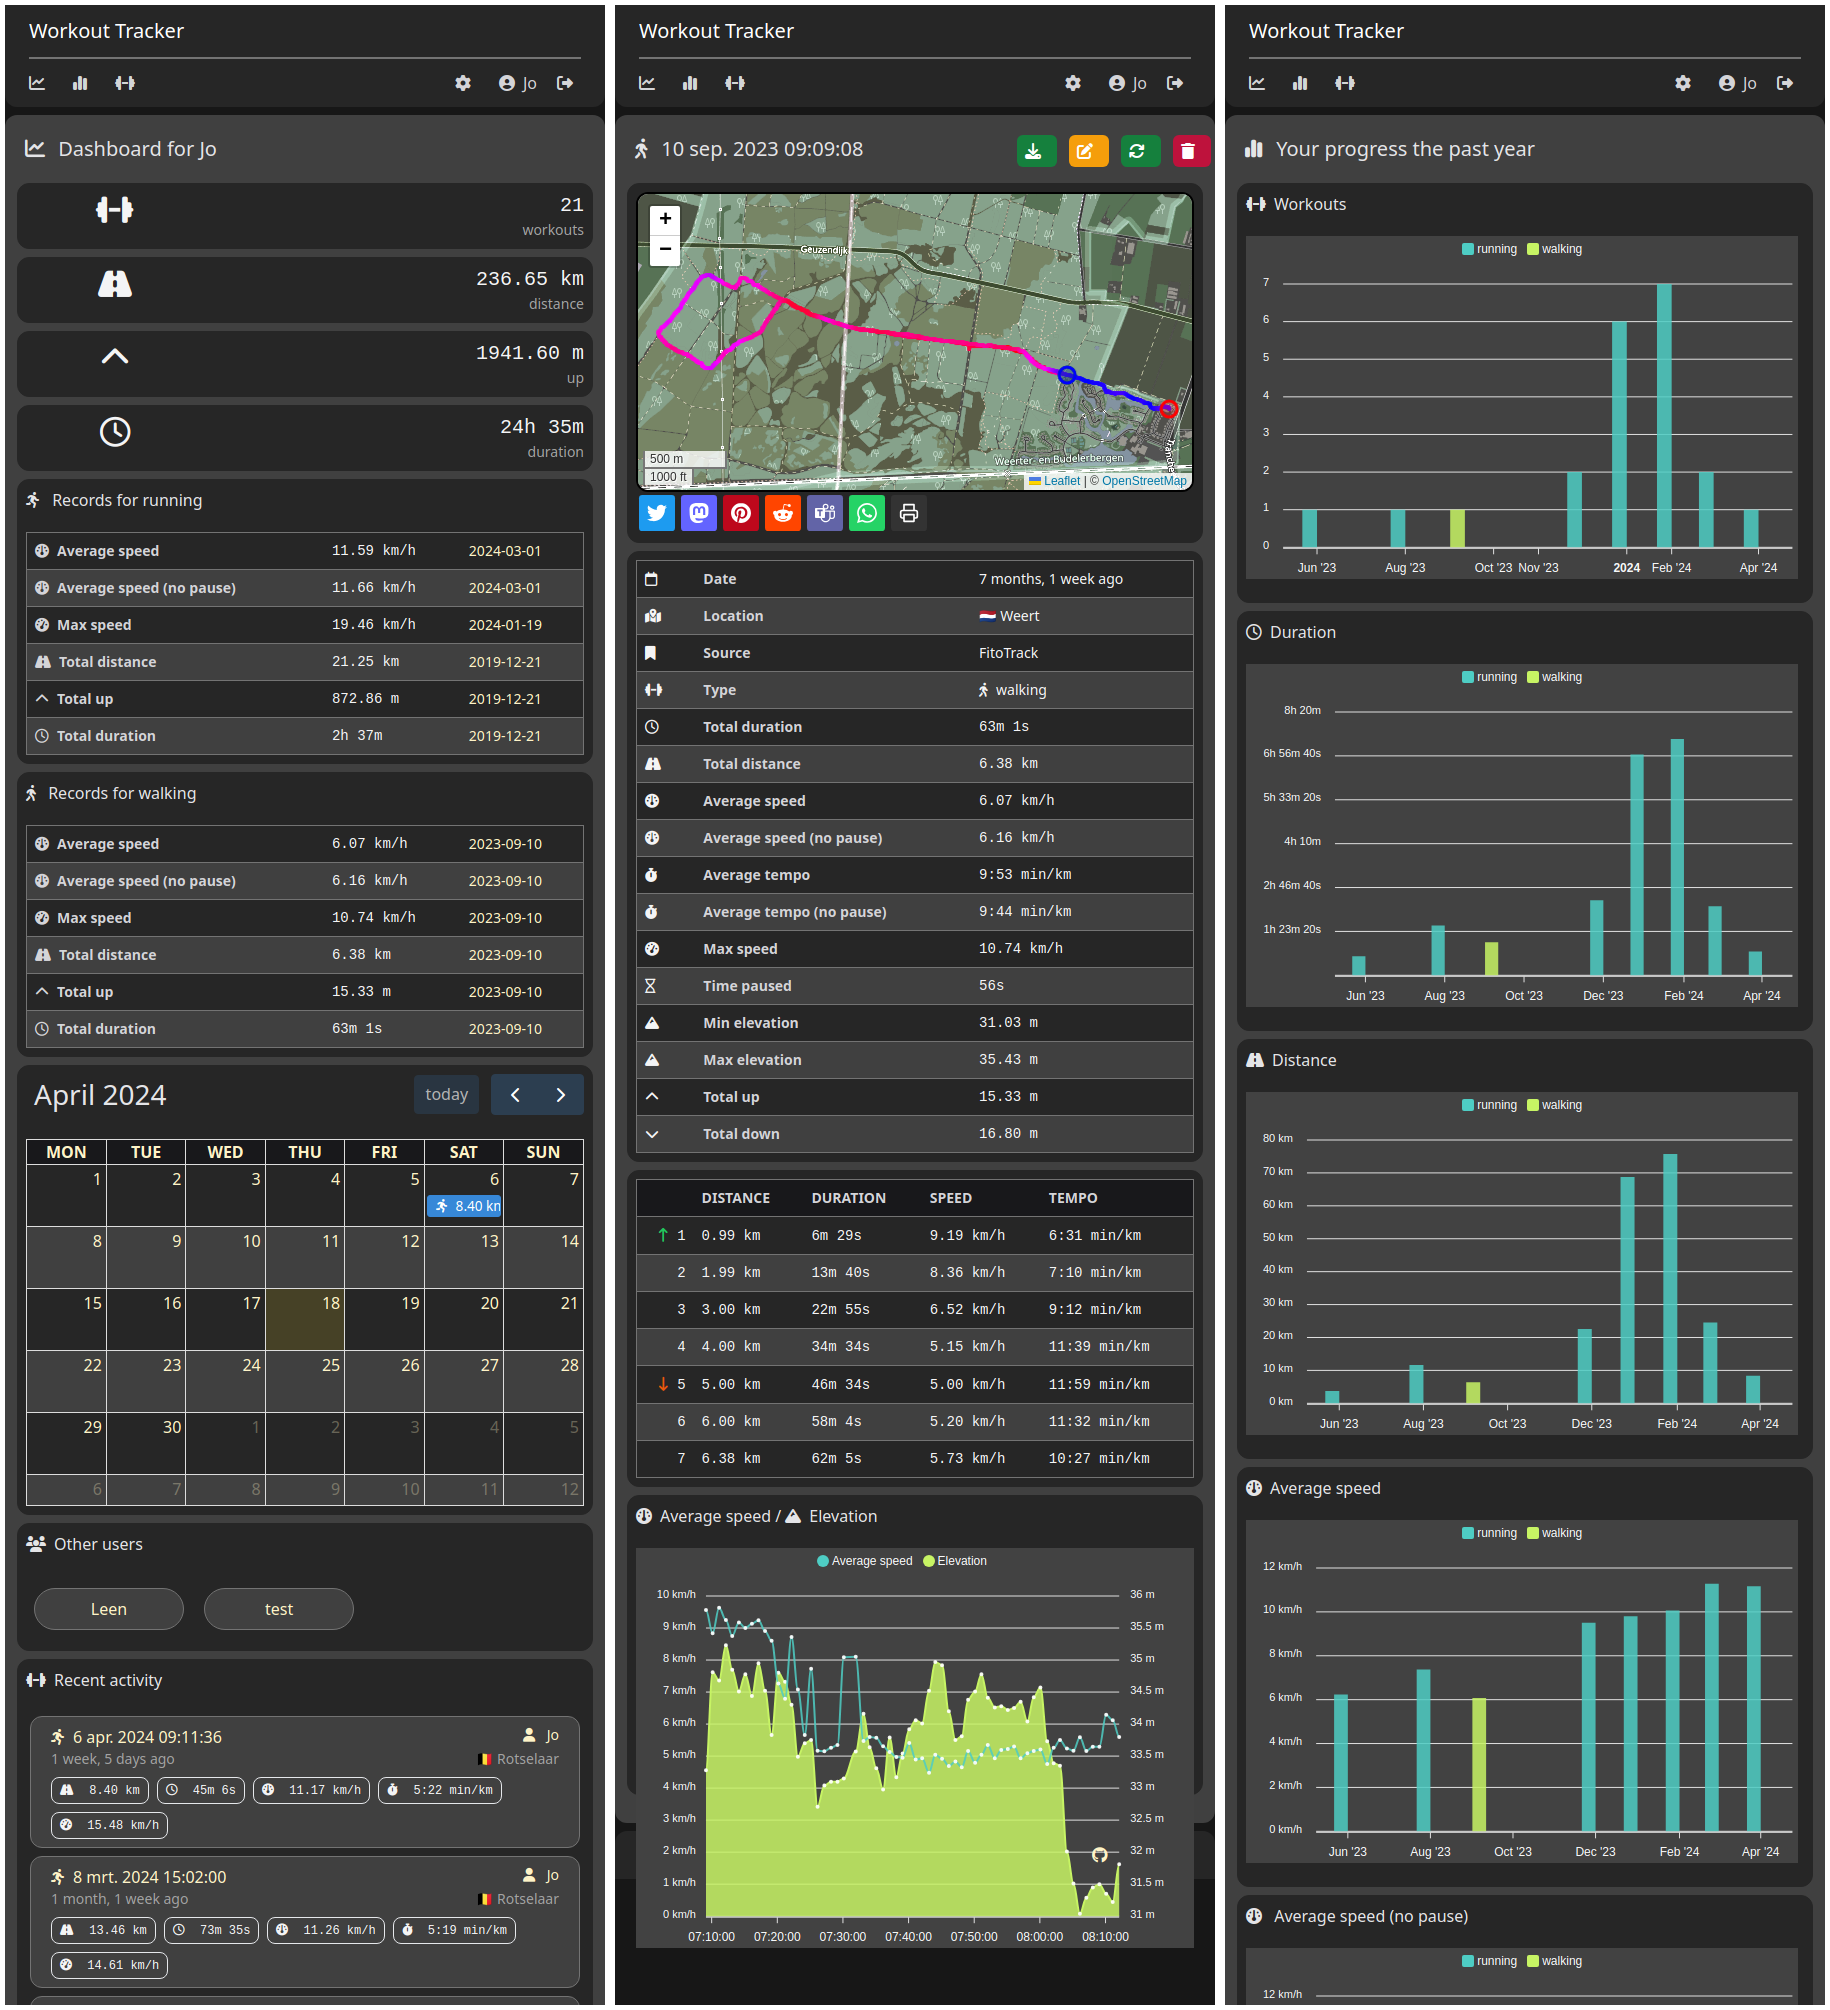 Workout Tracker
Jo
Dashboard for Jo
21
workouts
236.65 km
distance
1941.60 m
up
24h 35m
duration
Records for running
Average speed 11.59 km/h 2024-03-01
Average speed (no pause) 11.66 km/h 2024-03-01
Max speed 19.46 km/h 2024-01-19
Total distance 21.25 km 2019-12-21
Total up 872.86 m 2019-12-21
Total duration 2h 37m 2019-12-21
Records for walking
Average speed 6.07 km/h 2023-09-10
Average speed (no pause) 6.16 km/h 2023-09-10
Max speed 10.74 km/h 2023-09-10
Total distance 6.38 km 2023-09-10
Total up 15.33 m 2023-09-10
Total duration 63m 1s 2023-09-10
April 2024 today
MON TUE WED THU FRI SAT SUN
1 2 3 4 5 6 7
8.40 km
8 9 10 11 12 13 14
15 16 17 18 19 20 21
22 23 24 25 26 27 28
29 30 1 2 3 4 5
6 7 8 9 10 11 12
Other users
Leen test
Recent activity
6 apr. 2024 09:11:36 Jo
1 week, 5 days ago Rotselaar
8.40 km 45m 6s 11.17 km/h 5:22 min/km
15.48 km/h
8 mrt. 2024 15:02:00 Jo
1 month, 1 week ago Rotselaar
13.46 km 73m 35s 11.26 km/h 5:19 min/km
14.61 km/h
Workout Tracker
Jo
10 sep. 2023 09:09:08
+
−
Geuzendijk
Weerter- en Budelerbergen
500 m
1000 ft
Leaflet | © OpenStreetMap
Date 7 months, 1 week ago
Location Weert
Source FitoTrack
Type walking
Total duration 63m 1s
Total distance 6.38 km
Average speed 6.07 km/h
Average speed (no pause) 6.16 km/h
Average tempo 9:53 min/km
Average tempo (no pause) 9:44 min/km
Max speed 10.74 km/h
Time paused 56s
Min elevation 31.03 m
Max elevation 35.43 m
Total up 15.33 m
Total down 16.80 m
DISTANCE DURATION SPEED TEMPO
1 0.99 km 6m 29s 9.19 km/h 6:31 min/km
2 1.99 km 13m 40s 8.36 km/h 7:10 min/km
3 3.00 km 22m 55s 6.52 km/h 9:12 min/km
4 4.00 km 34m 34s 5.15 km/h 11:39 min/km
5 5.00 km 46m 34s 5.00 km/h 11:59 min/km
6 6.00 km 58m 4s 5.20 km/h 11:32 min/km
7 6.38 km 62m 5s 5.73 km/h 10:27 min/km
Average speed / Elevation
Average speed Elevation
10 km/h 36 m
9 km/h 35.5 m
8 km/h 35 m
7 km/h 34.5 m
6 km/h 34 m
5 km/h 33.5 m
4 km/h 33 m
3 km/h 32.5 m
2 km/h 32 m
1 km/h 31.5 m
0 km/h 31 m
07:10:00 07:20:00 07:30:00 07:40:00 07:50:00 08:00:00 08:10:00
Workout Tracker
Jo
Your progress the past year
Workouts
running walking
7
6
5
4
3
2
1
0
Jun '23 Aug '23 Oct '23 Nov '23 2024 Feb '24 Apr '24
Duration
running walking
8h 20m
6h 56m 40s
5h 33m 20s
4h 10m
2h 46m 40s
1h 23m 20s
Jun '23 Aug '23 Oct '23 Dec '23 Feb '24 Apr '24
Distance
running walking
80 km
70 km
60 km
50 km
40 km
30 km
20 km
10 km
0 km
Jun '23 Aug '23 Oct '23 Dec '23 Feb '24 Apr '24
Average speed
running walking
12 km/h
10 km/h
8 km/h
6 km/h
4 km/h
2 km/h
0 km/h
Jun '23 Aug '23 Oct '23 Dec '23 Feb '24 Apr '24
Average speed (no pause)
running walking
12 km/h